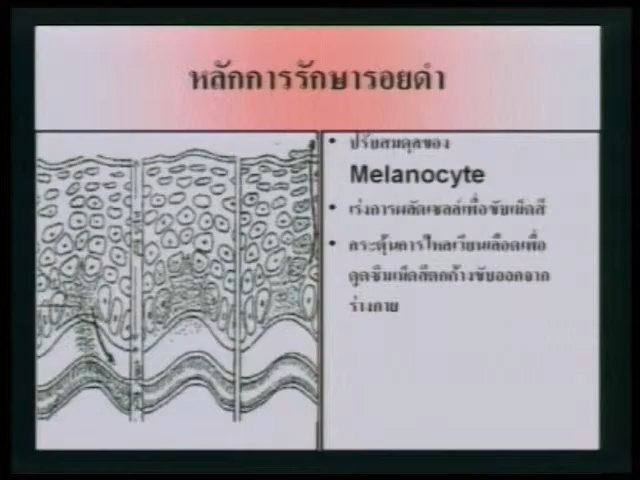 หลักการรักษารอยดำ
• ปรับสมดุลของ
Melanocyte
• เร่งการผลัดเซลล์เพื่อขับเม็ดสี
• กระตุ้นการไหลเวียนเลือดเพื่อ
ดูดซึมเม็ดสีตกค้างขับออกจาก
ร่างกาย